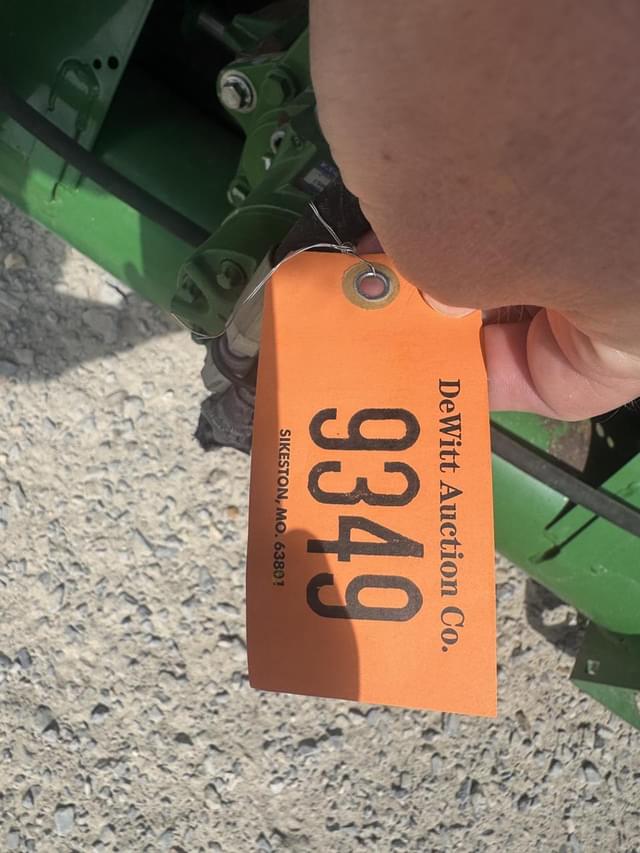 DeWitt Auction Co.
9349
SIKESTON, MO. 63801